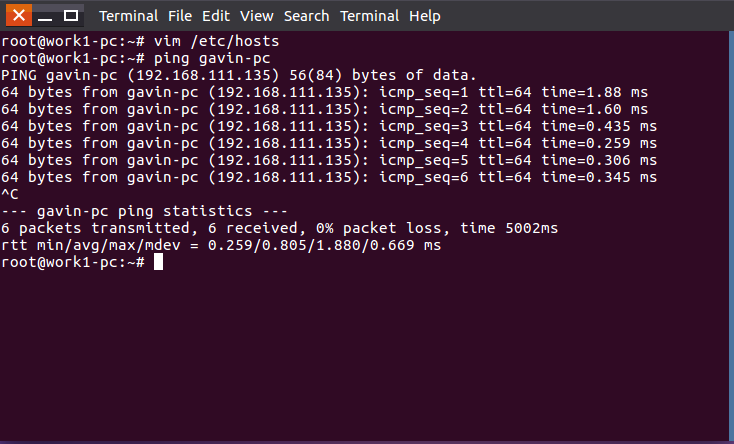 Terminal File Edit View Search Terminal Help
root@work1-pc:~# vim /etc/hosts
root@work1-pc:~# ping gavin-pc
PING gavin-pc (192.168.111.135) 56(84) bytes of data.
64 bytes from gavin-pc (192.168.111.135): icmp_seq=1 ttl=64 time=1.88 ms
64 bytes from gavin-pc (192.168.111.135): icmp_seq=2 ttl=64 time=1.60 ms
64 bytes from gavin-pc (192.168.111.135): icmp_seq=3 ttl=64 time=0.435 ms
64 bytes from gavin-pc (192.168.111.135): icmp_seq=4 ttl=64 time=0.259 ms
64 bytes from gavin-pc (192.168.111.135): icmp_seq=5 ttl=64 time=0.306 ms
64 bytes from gavin-pc (192.168.111.135): icmp_seq=6 ttl=64 time=0.345 ms
^C
--- gavin-pc ping statistics ---
6 packets transmitted, 6 received, 0% packet loss, time 5002ms
rtt min/avg/max/mdev = 0.259/0.805/1.880/0.669 ms
root@work1-pc:~#